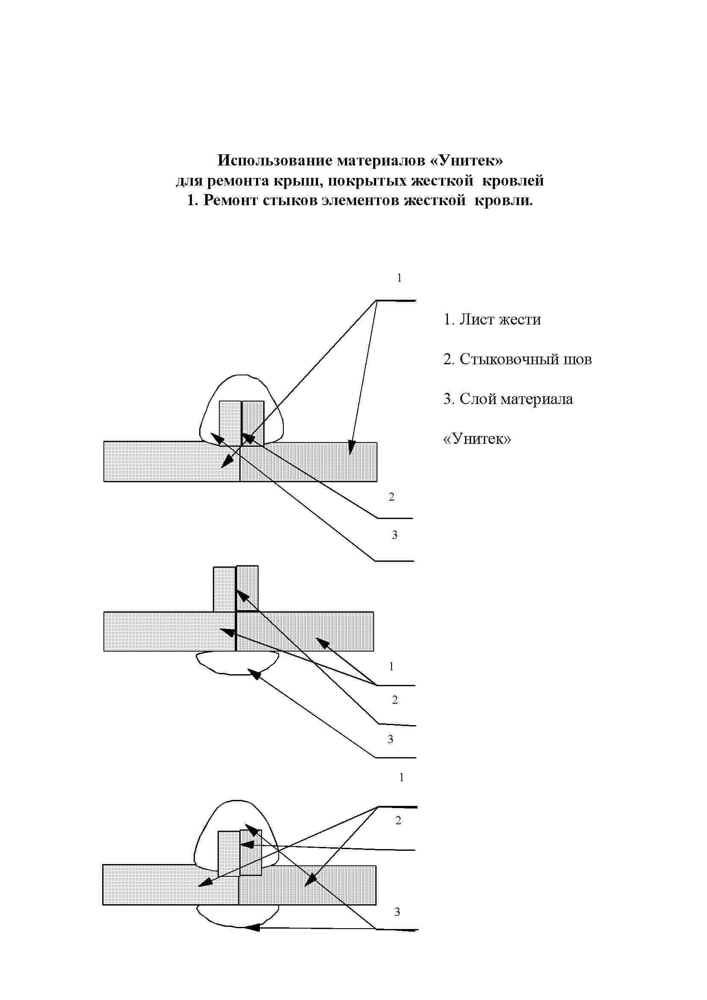 Использование материалов «Унитек»
для ремонта крыш, покрытых жесткой кровлей
1. Ремонт стыков элементов жесткой кровли.
1
1. Лист жести
2. Стыковочный шов
3. Слой материала
«Унитек»
2
3
1
2
3
1
2
3